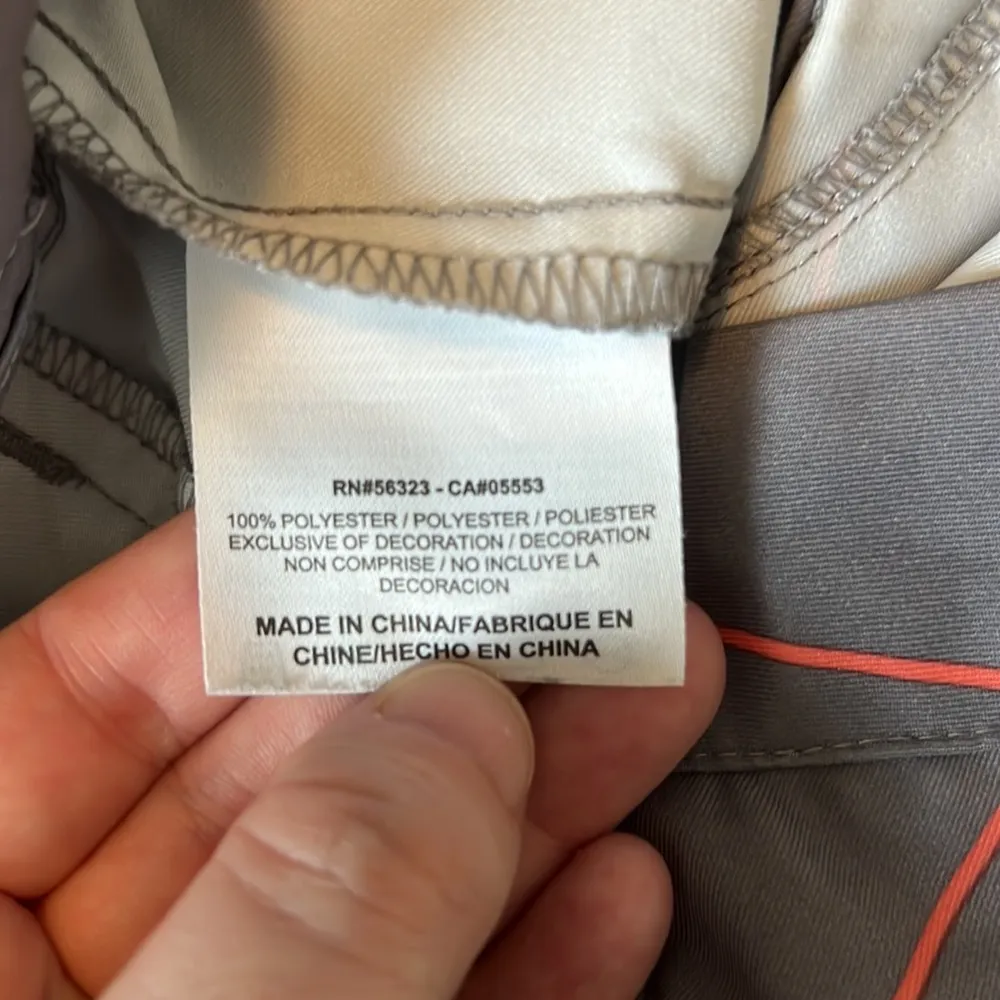 RN#56323 - CA#05553
100% POLYESTER / POLYESTER / POLIESTER
EXCLUSIVE OF DECORATION / DECORATION
NON COMPRISE / NO INCLUYE LA
DECORACION
MADE IN CHINA/FABRIQUE EN
CHINE/HECHO EN CHINA